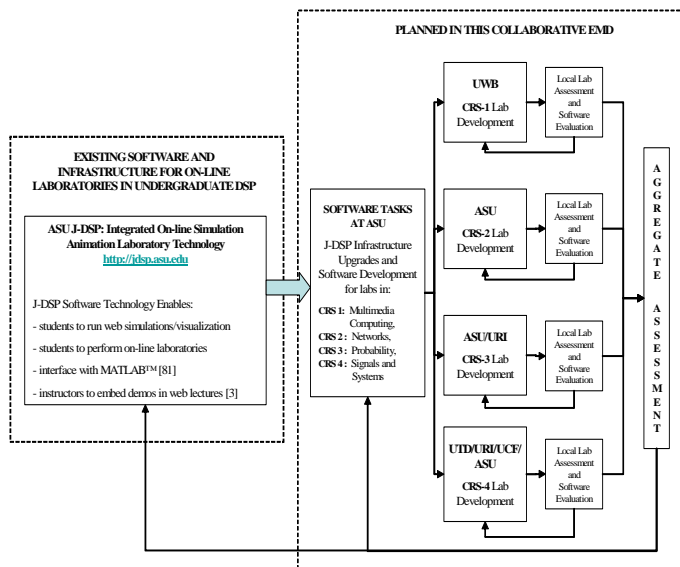 PLANNED IN THIS COLLABORATIVE EMD
EXISTING SOFTWARE AND
INFRASTRUCTURE FOR ON-LINE
LABORATORIES IN UNDERGRADUATE DSP
ASU J-DSP: Integrated On-line Simulation
Animation Laboratory Technology
http://jdsp.asu.edu
J-DSP Software Technology Enables:
- students to run web simulations/visualization
- students to perform on-line laboratories
- interface with MATLAB™ [81]
- instructors to embed demos in web lectures [3]
SOFTWARE TASKS
AT ASU
J-DSP Infrastructure
Upgrades and
Software Development
for labs in:
CRS 1: Multimedia
Computing,
CRS 2 : Networks,
CRS 3 : Probability,
CRS 4 : Signals and
Systems
UWB
CRS-1 Lab
Development
Local Lab
Assessment
and
Software
Evaluation
ASU
CRS-2 Lab
Development
Local Lab
Assessment
and
Software
Evaluation
ASU/URI
CRS-3 Lab
Development
Local Lab
Assessment
and
Software
Evaluation
UTD/URI/UCF/
ASU
CRS-4 Lab
Development
Local Lab
Assessment
and
Software
Evaluation
AGGREGATE ASSESSMENT